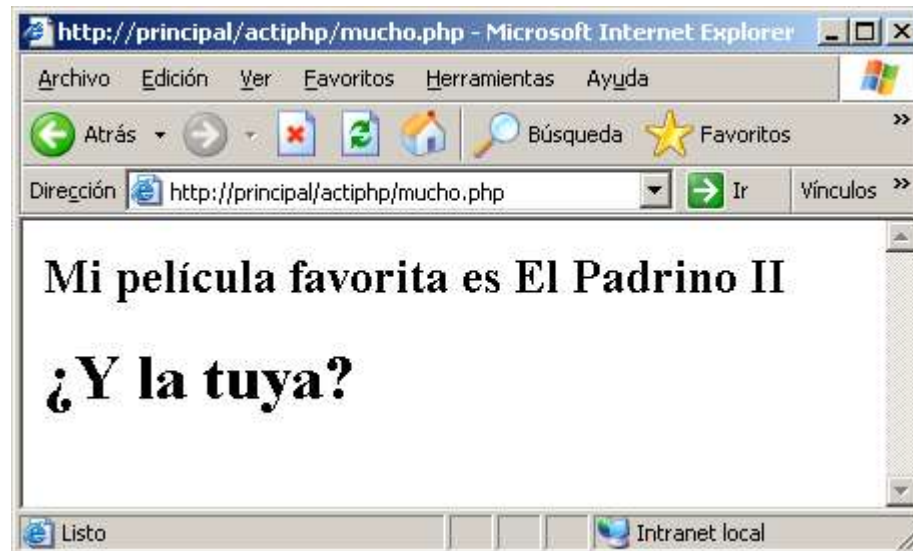 http://principal/actiphp/mucho.php - Microsoft Internet Explorer
Archivo Edición Ver Favoritos Herramientas Ayuda
Atrás Búsqueda Favoritos »
Dirección http://principal/actiphp/mucho.php Ir Vínculos »
Mi película favorita es El Padrino II
¿Y la tuya?
Listo Intranet local